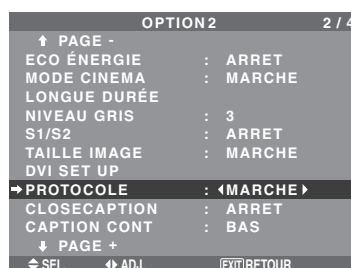 OPTION2 2 / 4
PAGE -
ECO ÉNERGIE : ARRET
MODE CINEMA : MARCHE
LONGUE DURÉE
NIVEAU GRIS : 3
S1/S2 : ARRET
TAILLE IMAGE : MARCHE
DVI SET UP
PROTOCOLE : MARCHE
CLOSECAPTION : ARRET
CAPTION CONT : BAS
PAGE +
SEL. ADJ. EXIT RETOUR